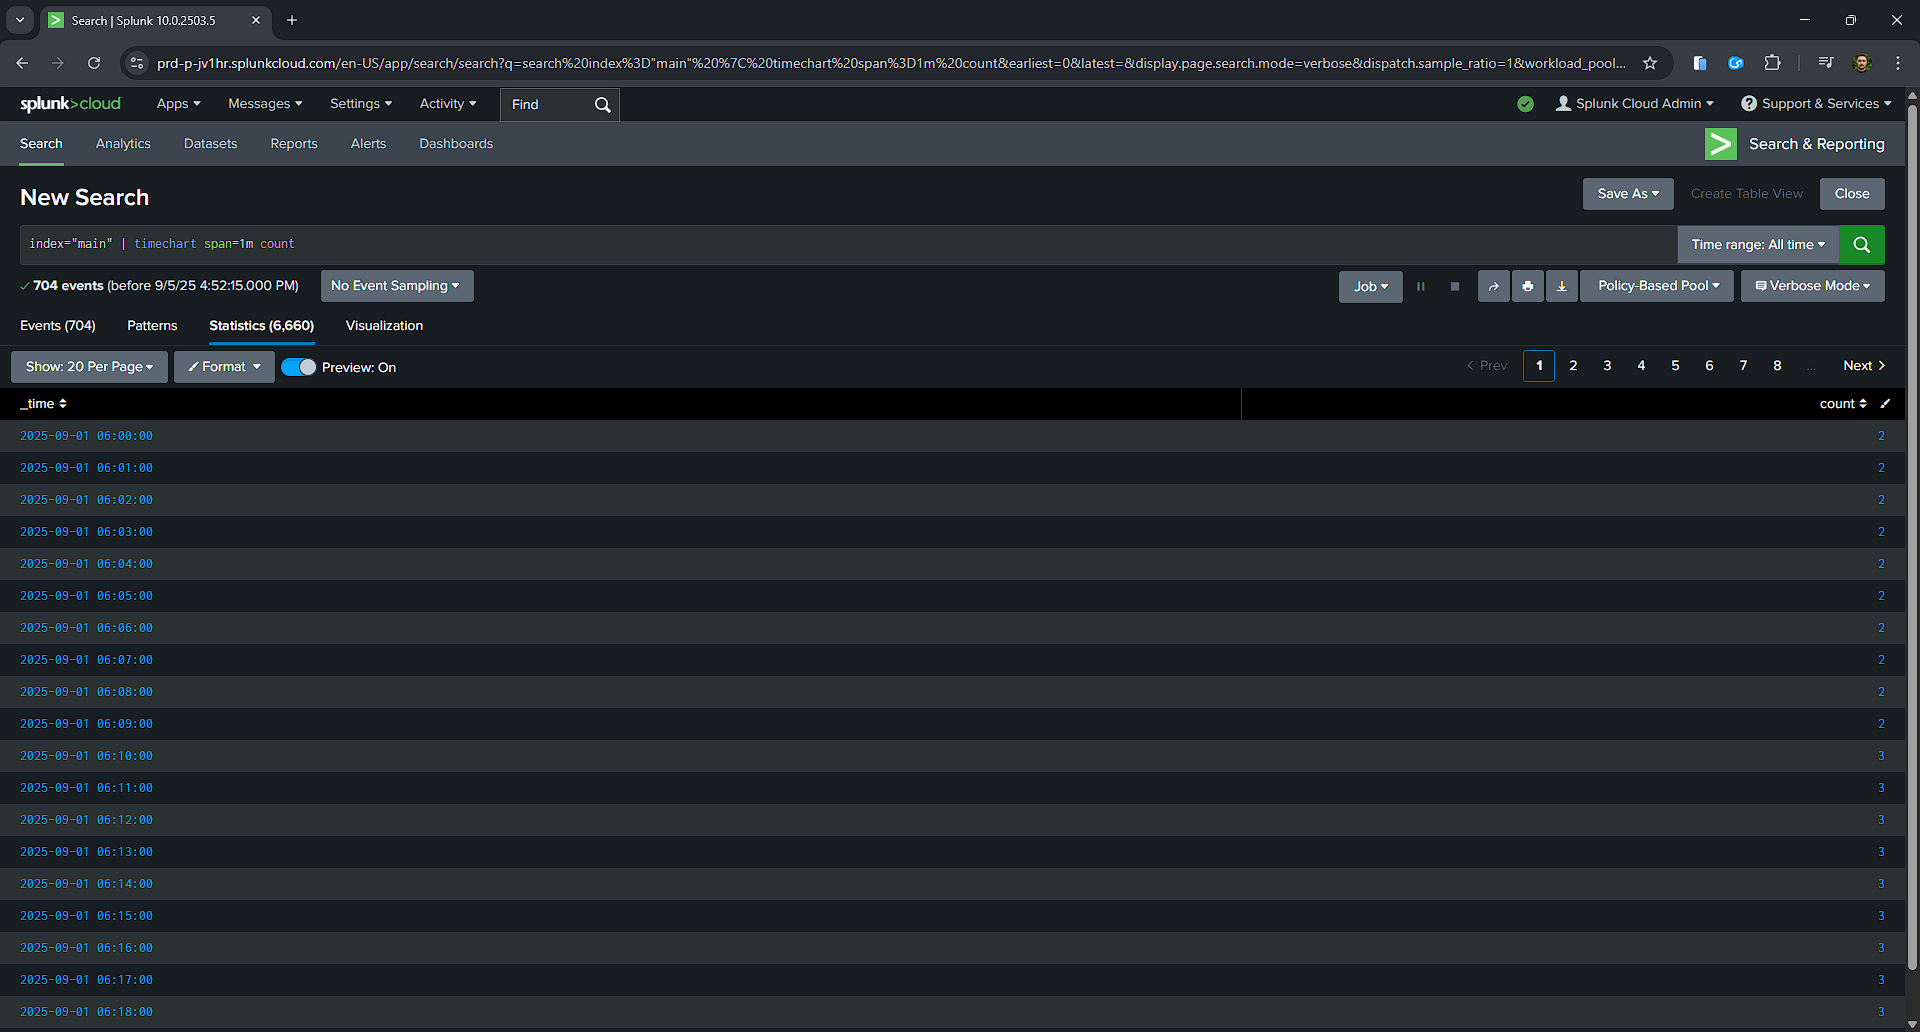 Search | Splunk 10.0.2503.5
prd-p-jv1hr.splunkcloud.com/en-US/app/search/search?q=search%20index%3D"main"%20%7C%20timechart%20span%3D1m%20count&earliest=0&latest=&display.page.search.mode=verbose&dispatch.sample_ratio=1&workload_pool...
splunk>cloud Apps Messages Settings Activity Find Splunk Cloud Admin ? Support & Services
Search Analytics Datasets Reports Alerts Dashboards > Search & Reporting
New Search Save As Create Table View Close
index="main" | timechart span=1m count Time range: All time
704 events (before 9/5/25 4:52:15.000 PM) No Event Sampling Job Policy-Based Pool Verbose Mode
Events (704) Patterns Statistics (6,660) Visualization
Show: 20 Per Page Format Preview: On < Prev 1 2 3 4 5 6 7 8 ... Next >
_time count
2025-09-01 06:00:00 2
2025-09-01 06:01:00 2
2025-09-01 06:02:00 2
2025-09-01 06:03:00 2
2025-09-01 06:04:00 2
2025-09-01 06:05:00 2
2025-09-01 06:06:00 2
2025-09-01 06:07:00 2
2025-09-01 06:08:00 2
2025-09-01 06:09:00 2
2025-09-01 06:10:00 3
2025-09-01 06:11:00 3
2025-09-01 06:12:00 3
2025-09-01 06:13:00 3
2025-09-01 06:14:00 3
2025-09-01 06:15:00 3
2025-09-01 06:16:00 3
2025-09-01 06:17:00 3
2025-09-01 06:18:00 3